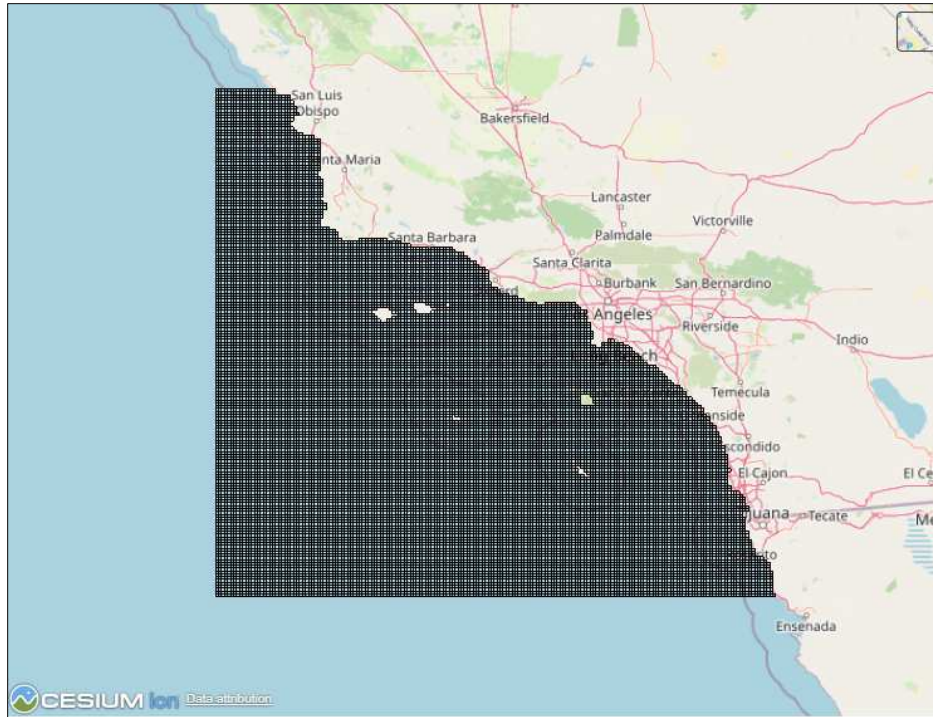 San Luis
Obispo
Bakersfield
Maria
Lancaster
Victorville
Santa Barbara
Palmdale
Santa Clarita
Burbank
San Bernardino
Angeles
Riverside
Indio
Temecula
El Cajon
Tecate
Ensenada
CESIUM ion
Data attribution